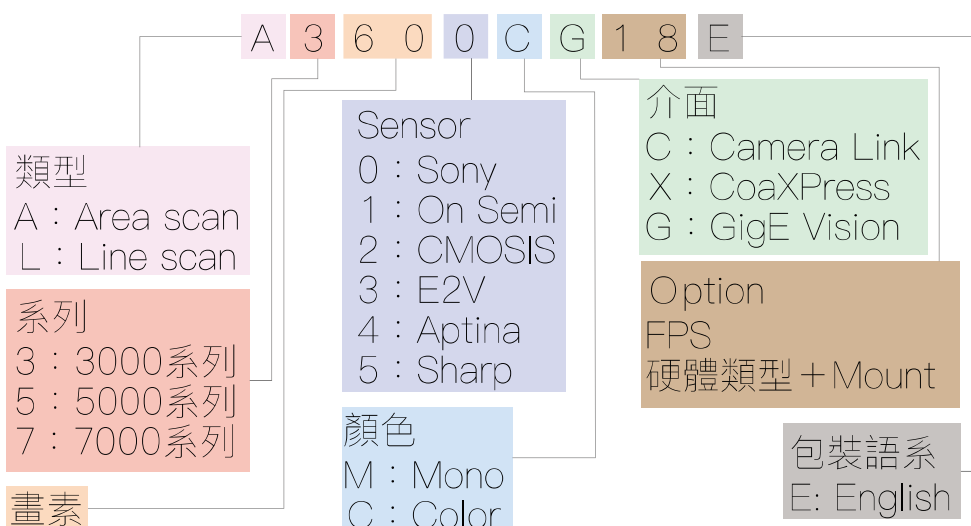 A 3 6 0 0 C G 1 8 E
類型
A：Area scan
L：Line scan
系列
3：3000系列
5：5000系列
7：7000系列
畫素
Sensor
0：Sony
1：On Semi
2：CMOSIS
3：E2V
4：Aptina
5：Sharp
顏色
M：Mono
C：Color
介面
C：Camera Link
X：CoaXPress
G：GigE Vision
Option
FPS
硬體類型＋Mount
包裝語系
E: English